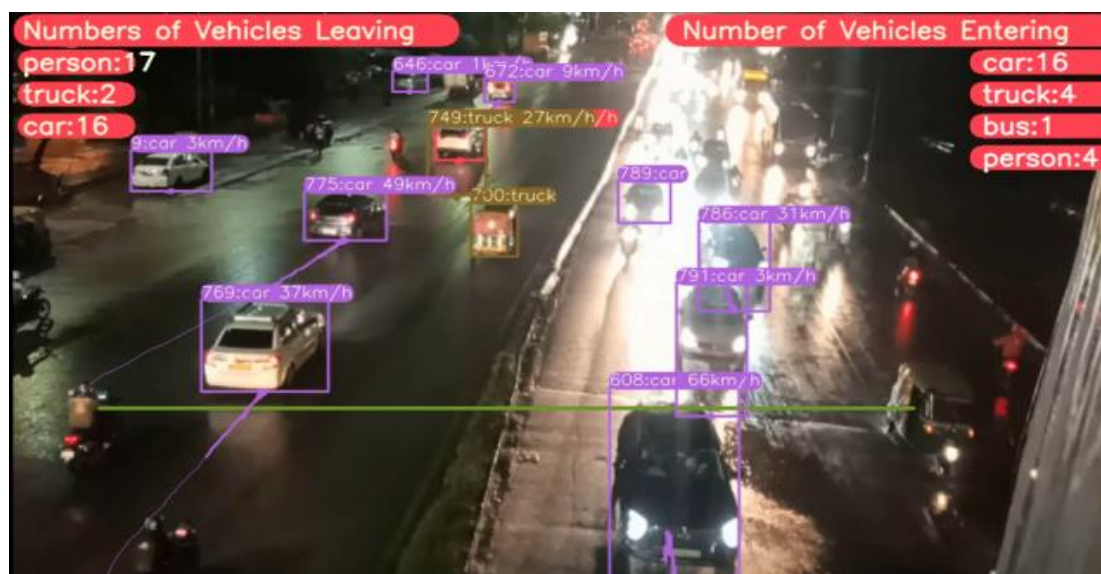 Numbers of Vehicles Leaving
person:17
truck:2
car:16
Number of Vehicles Entering
car:16
truck:4
bus:1
person:4
646:car 1km/h
672:car 9km/h
749:truck 27km/h
9:car 3km/h
789:car
775:car 49km/h
700:truck
786:car 31km/h
791:car 3km/h
769:car 37km/h
608:car 66km/h